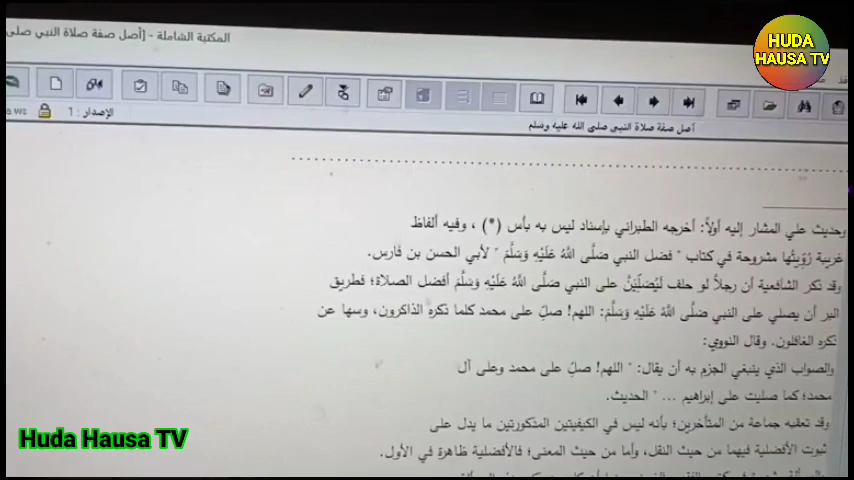 المكتبة الشاملة - [أصل صفة صلاة النبي صلى
HUDA
HAUSA TV
الإصدار : 1
أصل صفة صلاة النبي صلى الله عليه وسلم
وحديث علي المشار إليه أولاً: أخرجه الطبراني بإسناد ليس به بأس (*) ، وفيه ألفاظ
غريبة رُوِّيتُها مشروحة في كتاب " فضل النبي صَلَّى اللهُ عَلَيْهِ وَسَلَّمَ " لأبي الحسن بن فارس.
وقد ذكر الشافعية أن رجلاً لو حلف لَيُصَلِّيَنَّ على النبي صَلَّى اللهُ عَلَيْهِ وَسَلَّمَ أفضل الصلاة؛ فطريق
البر أن يصلي على النبي صَلَّى اللهُ عَلَيْهِ وَسَلَّمَ: اللهم! صلِّ على محمد كلما ذكره الذاكرون، وسها عن
ذكره الغافلون. وقال النووي:
والصواب الذي ينبغي الجزم به أن يقال: " اللهم! صلِّ على محمد وعلى آل
محمد؛ كما صليت على إبراهيم ... " الحديث.
وقد تعقبه جماعة من المتأخرين؛ بأنه ليس في الكيفيتين المذكورتين ما يدل على
ثبوت الأفضلية فيهما من حيث النقل، وأما من حيث المعنى؛ فالأفضلية ظاهرة في الأول.
Huda Hausa TV